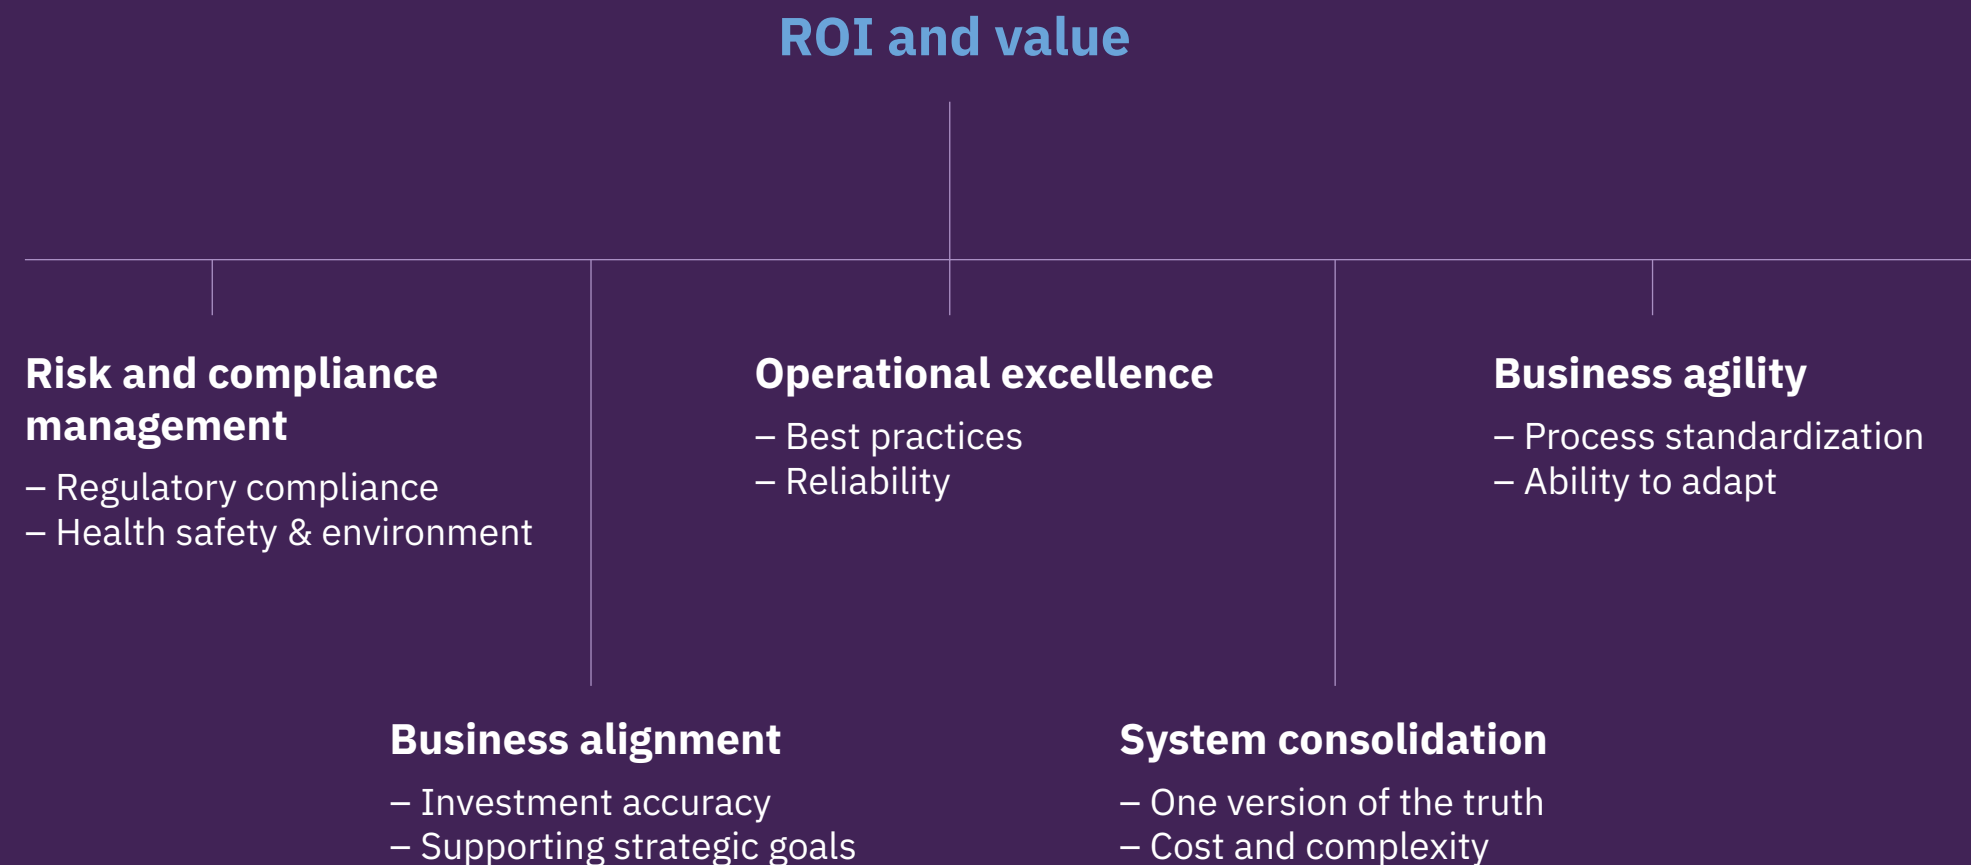 ROI and value
Risk and compliance
management
– Regulatory compliance
– Health safety & environment
Operational excellence
– Best practices
– Reliability
Business agility
– Process standardization
– Ability to adapt
Business alignment
– Investment accuracy
– Supporting strategic goals
System consolidation
– One version of the truth
– Cost and complexity